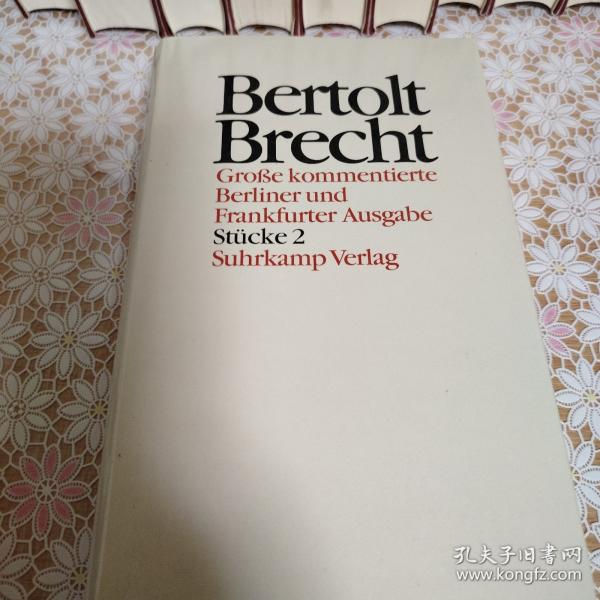 Bertolt
Brecht
Große kommentierte
Berliner und
Frankfurter Ausgabe
Stücke 2
Suhrkamp Verlag
孔夫子旧书网
www.kongfz.com